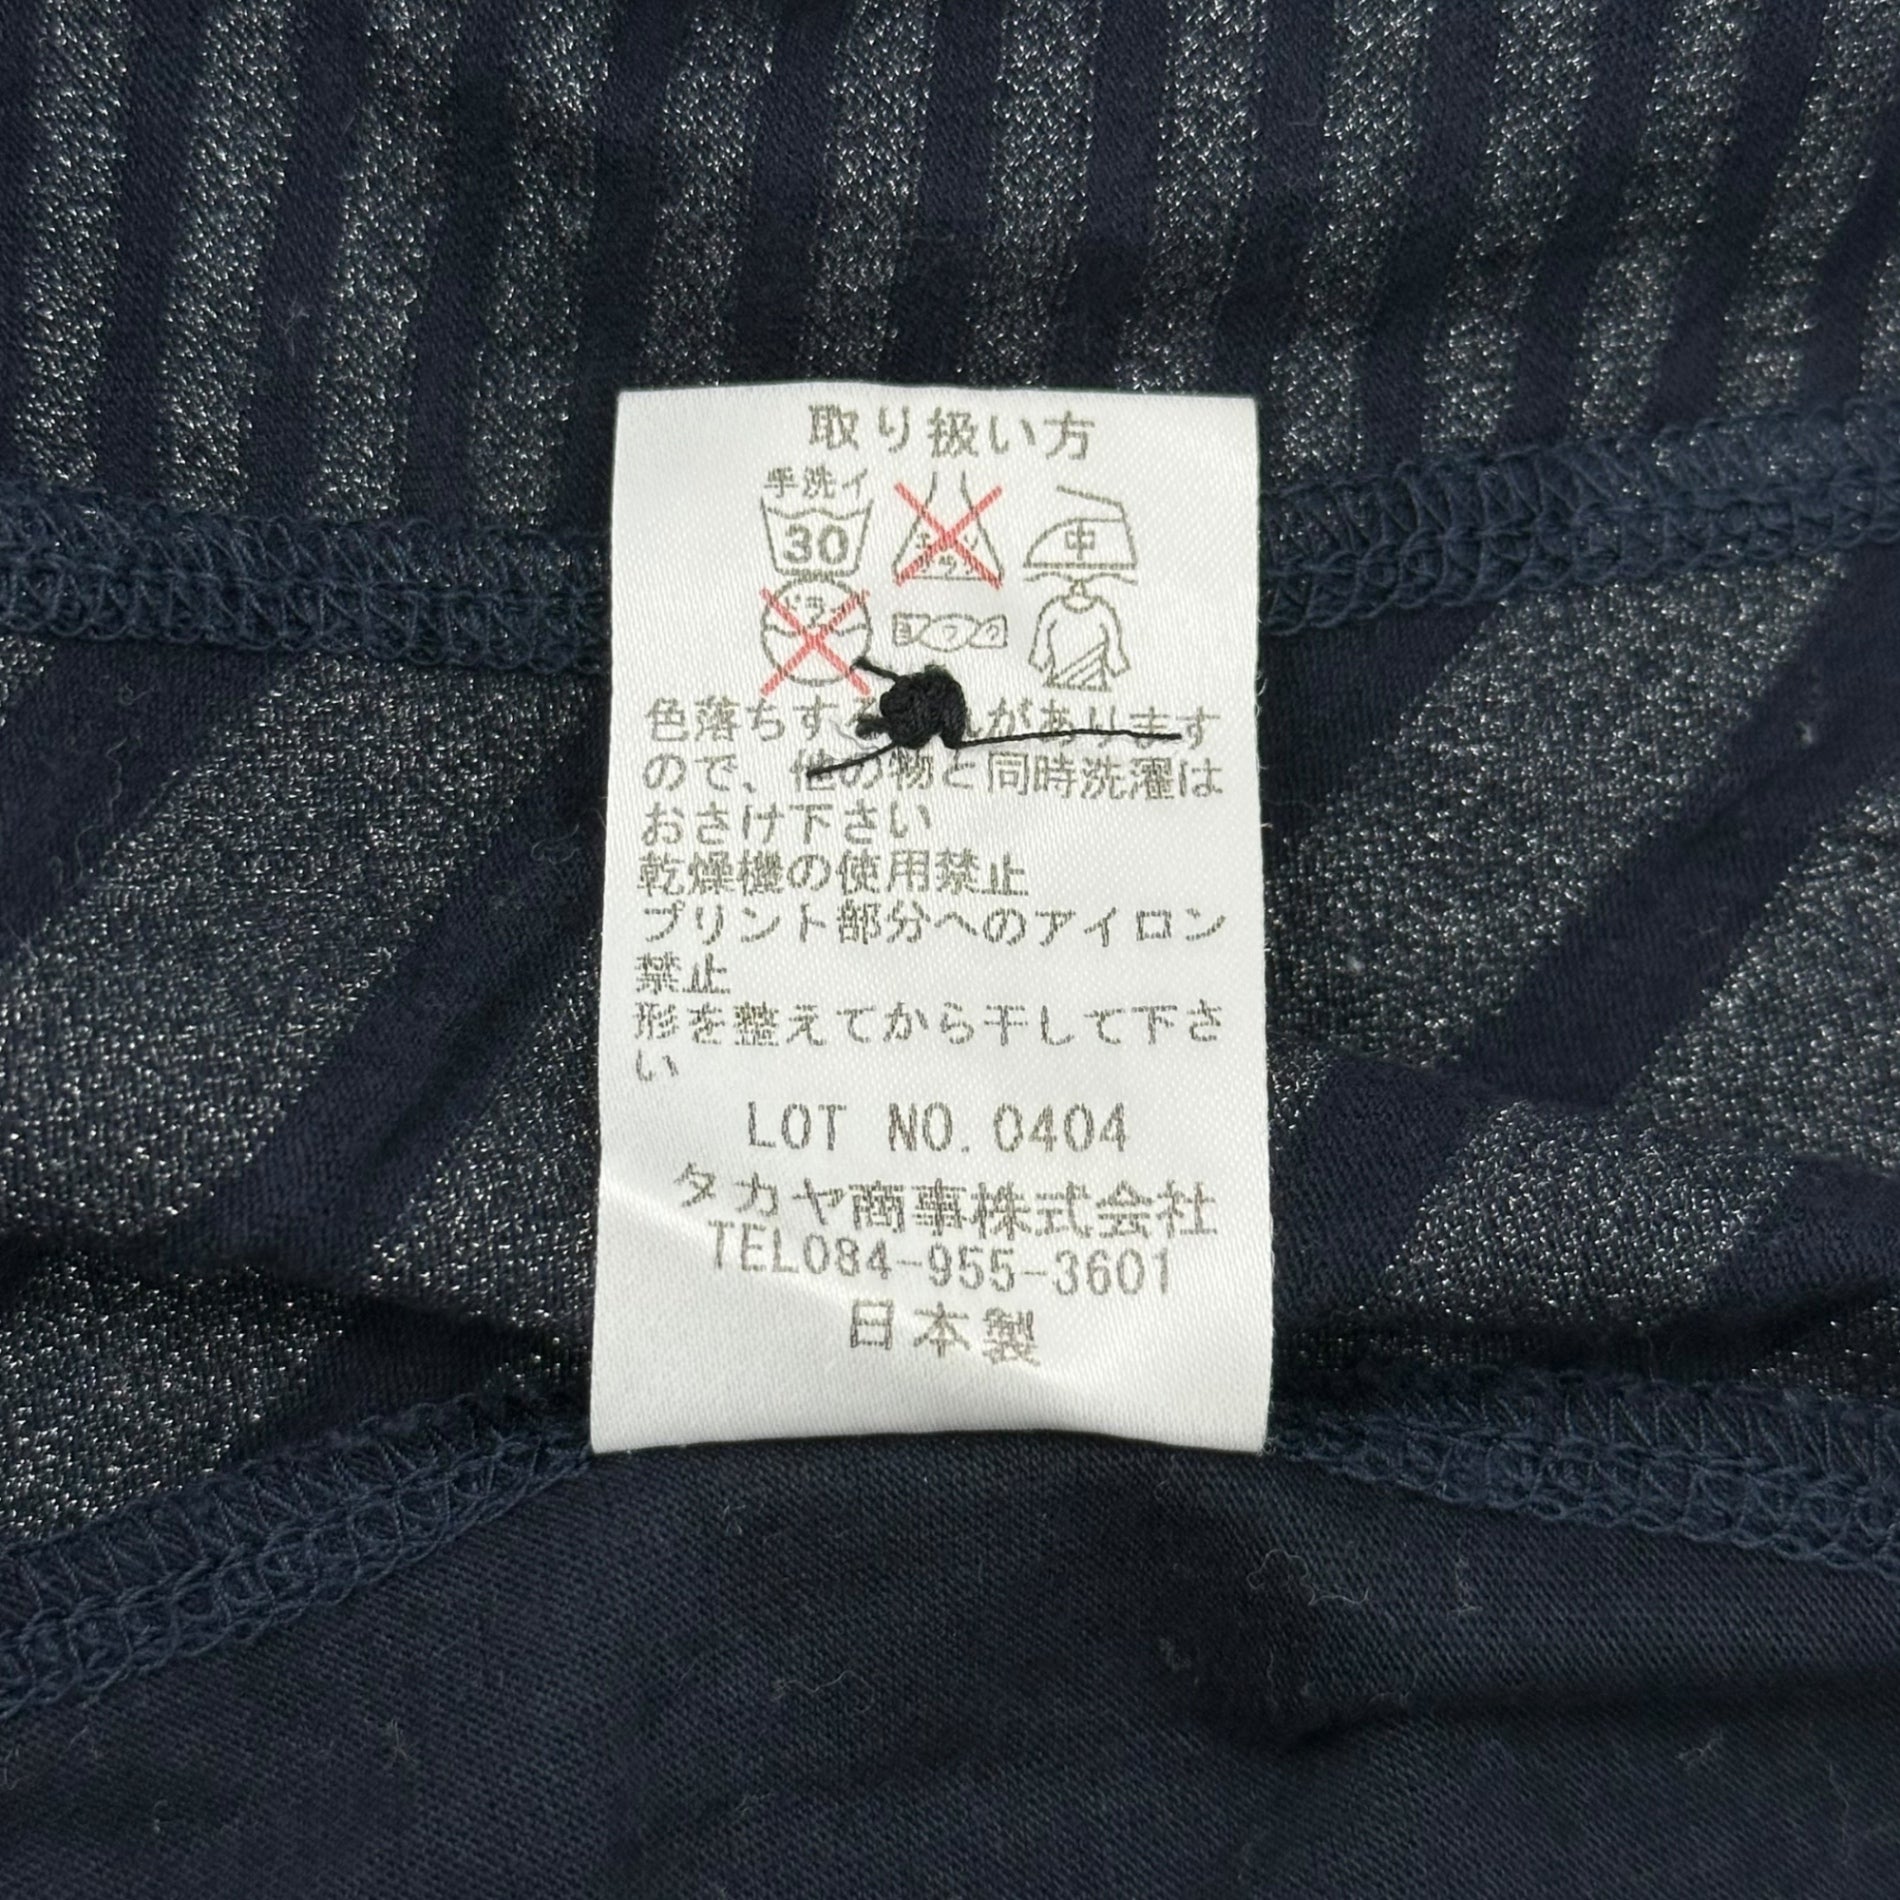 取り扱い方
手洗イ
30
中
色落ちする がありますので、他の物と同時洗濯は
おさけ下さい
乾燥機の使用禁止
プリント部分へのアイロン
禁止
形を整えてから干して下さ
い
LOT NO.0404
タカヤ商事株式会社
TEL084-955-3601
日本製